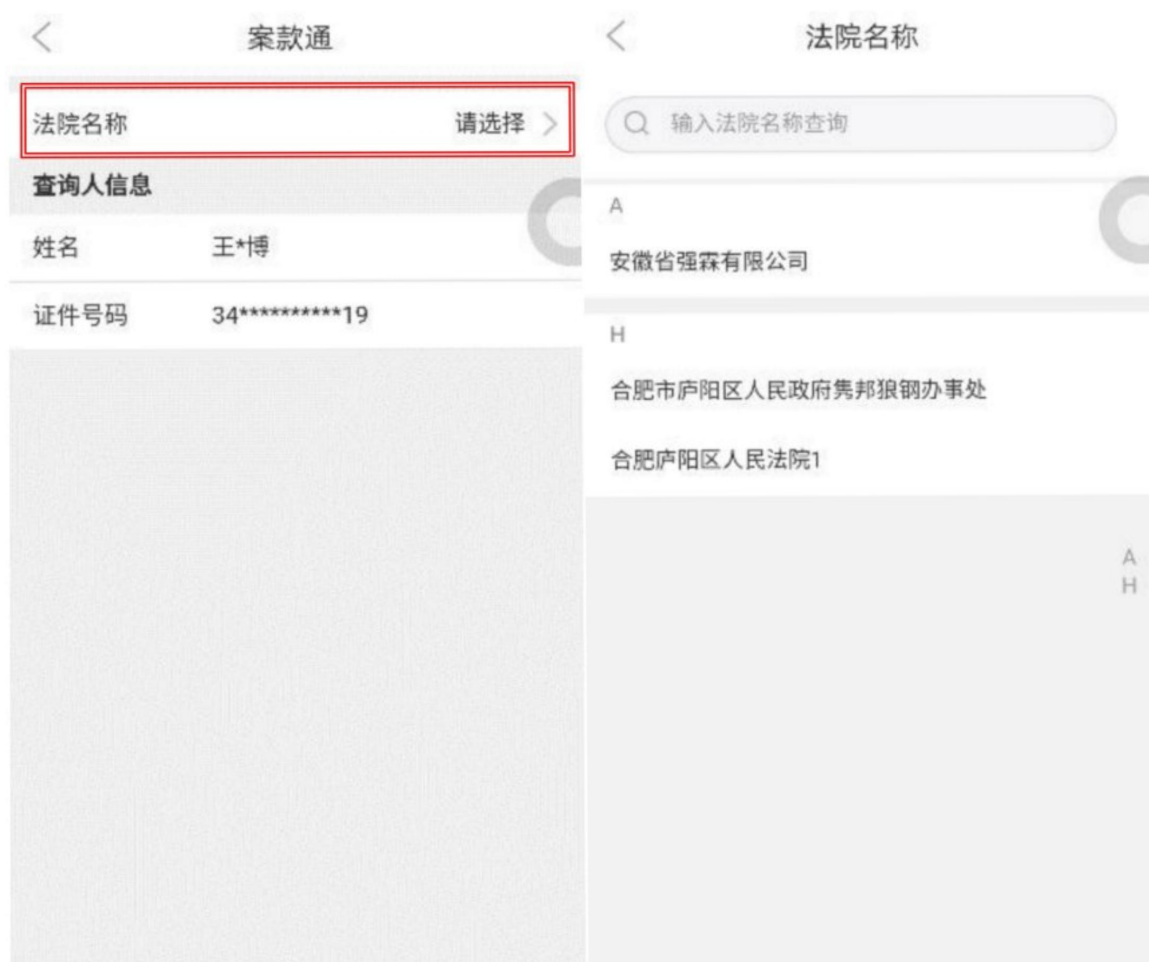 案款通
法院名称 请选择
查询人信息
姓名 王*博
证件号码 34**********19
法院名称
输入法院名称查询
A
安徽省强森有限公司
H
合肥市庐阳区人民政府隽邦狼钢办事处
合肥庐阳区人民法院1
A
H